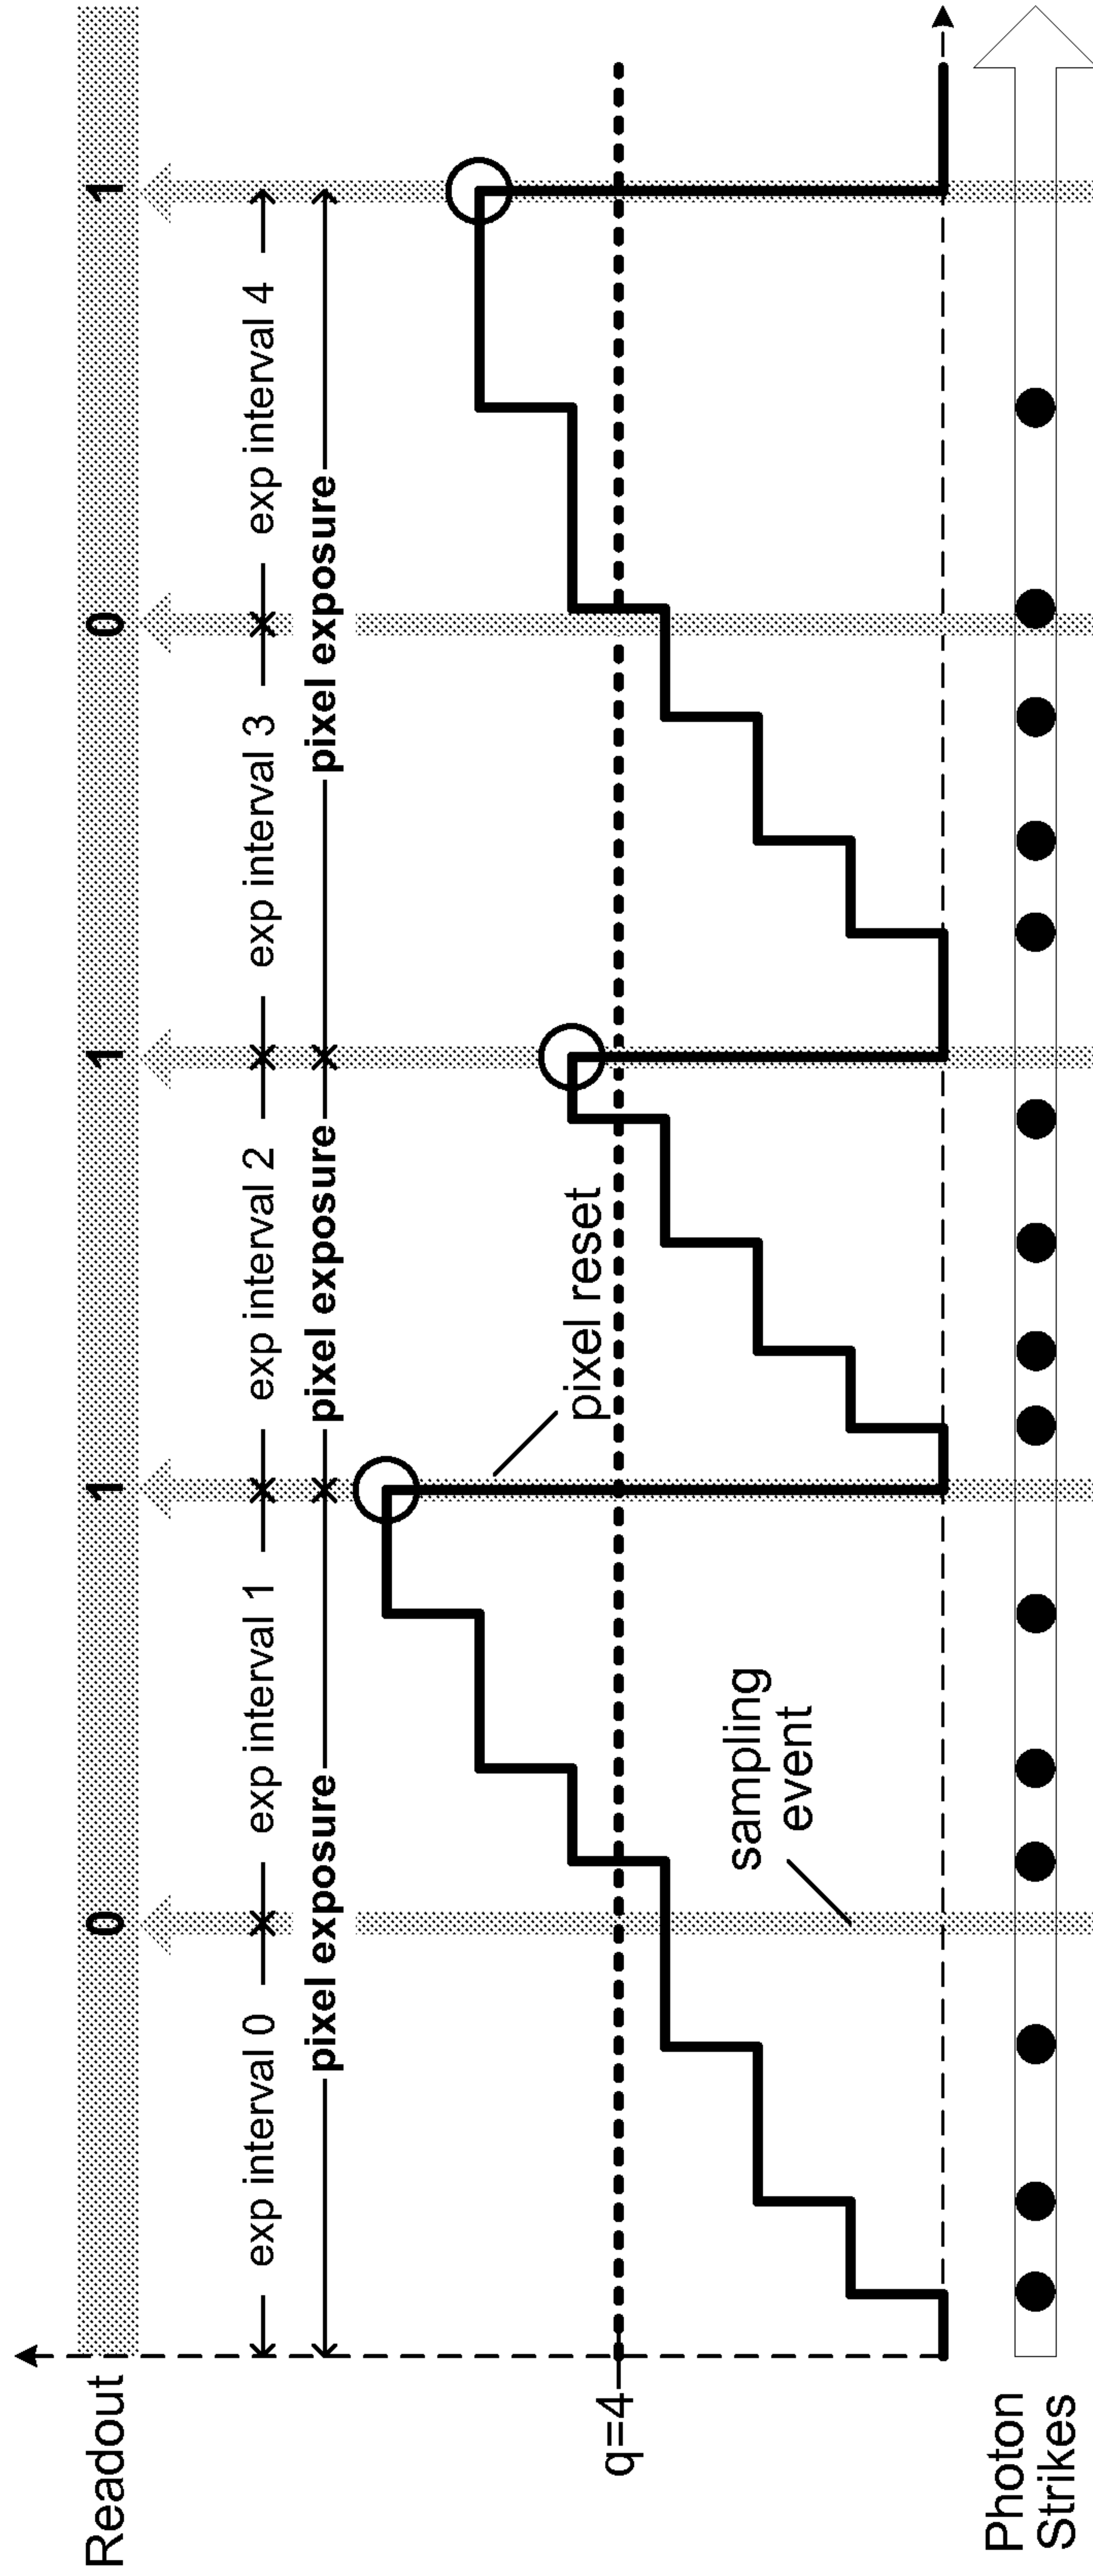 Readout
0
1
1
0
1
exp interval 0
exp interval 1
exp interval 2
exp interval 3
exp interval 4
pixel exposure
pixel exposure
pixel exposure
pixel reset
q=4
sampling
event
Photon
Strikes